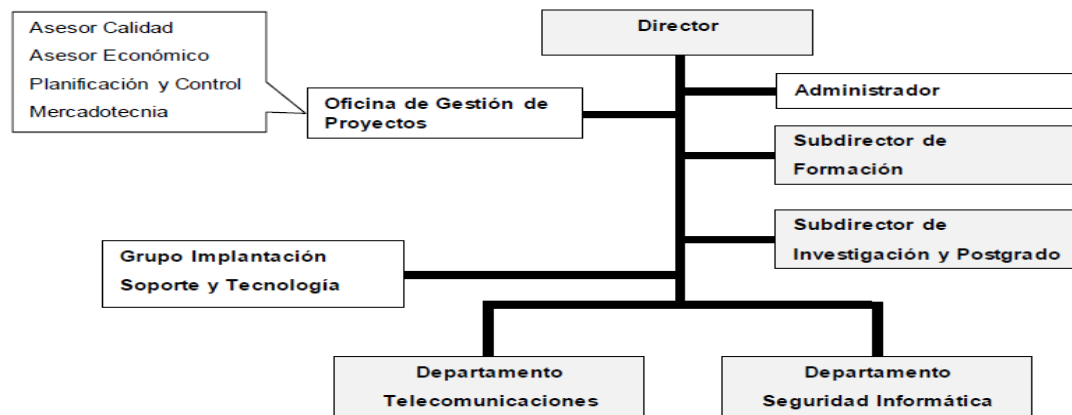 Asesor Calidad
Asesor Económico
Planificación y Control
Mercadotecnia
Director
Oficina de Gestión de
Proyectos
Administrador
Subdirector de
Formación
Subdirector de
Investigación y Postgrado
Grupo Implantación
Soporte y Tecnología
Departamento
Telecomunicaciones
Departamento
Seguridad Informática